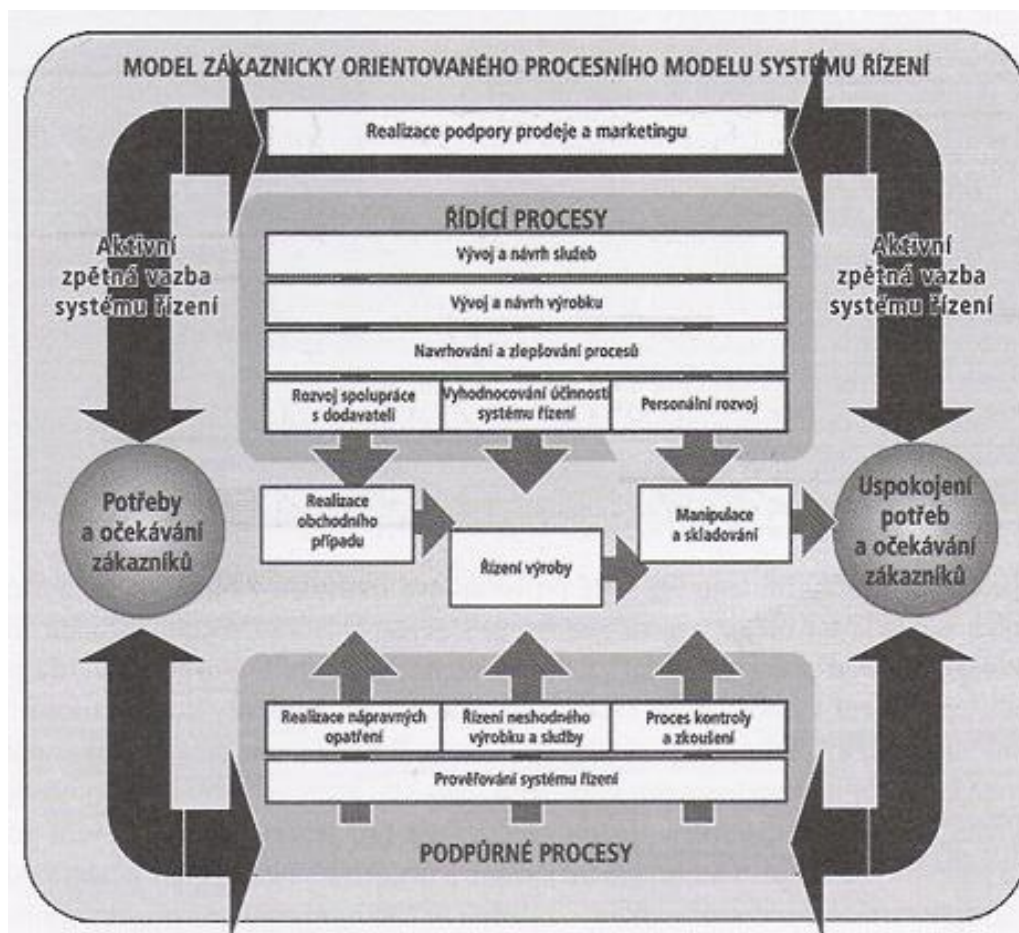 MODEL ZÁKAZNICKY ORIENTOVANÉHO PROCESNÍHO MODELU SYSTÉMU ŘÍZENÍ
Realizace podpory prodeje a marketingu
ŘÍDÍCÍ PROCESY
Vývoj a návrh služeb
Vývoj a návrh výrobku
Navrhování a zlepšování procesů
Rozvoj spolupráce
s dodavateli
Vyhodnocování účinnosti
systému řízení
Personální rozvoj
Aktivní
zpětná vazba
systému řízení
Aktivní
zpětná vazba
systému řízení
Potřeby
a očekávání
zákazníků
Realizace
obchodního
případu
Řízení výroby
Manipulace
a skladování
Uspokojení
potřeb
a očekávání
zákazníků
Realizace nápravných
opatření
Řízení neshodného
výrobku a služby
Proces kontroly
a zkoušení
Prověřování systému řízení
PODPŮRNÉ PROCESY